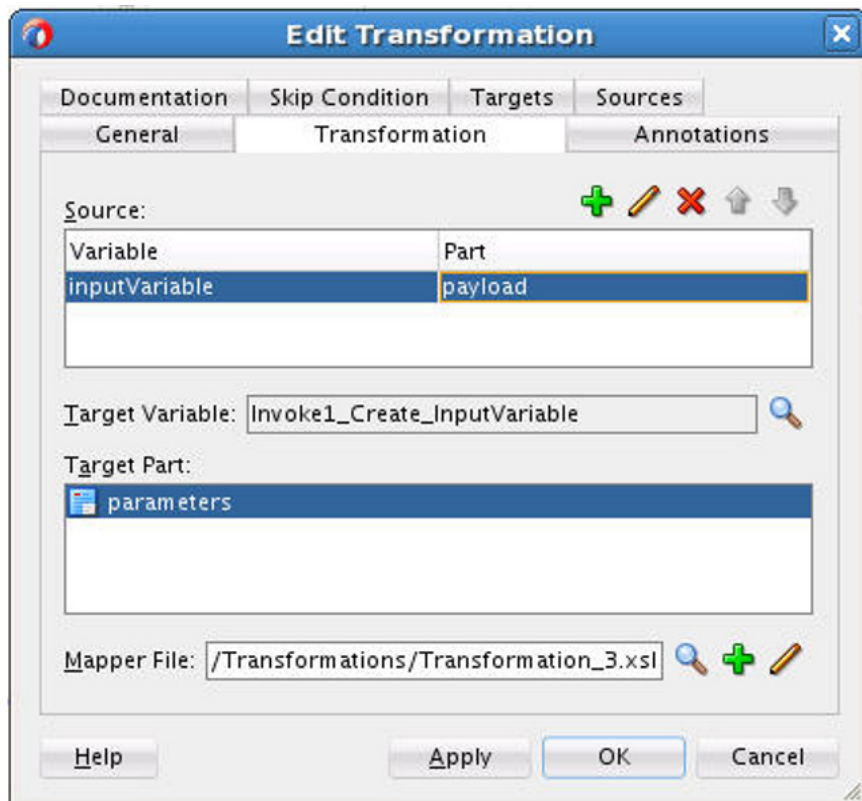 Edit Transformation
Documentation Skip Condition Targets Sources
General Transformation Annotations
Source:
Variable Part
inputVariable payload
Target Variable: Invoke1_Create_InputVariable
Target Part:
parameters
Mapper File: /Transformations/Transformation_3.xsl
Help Apply OK Cancel